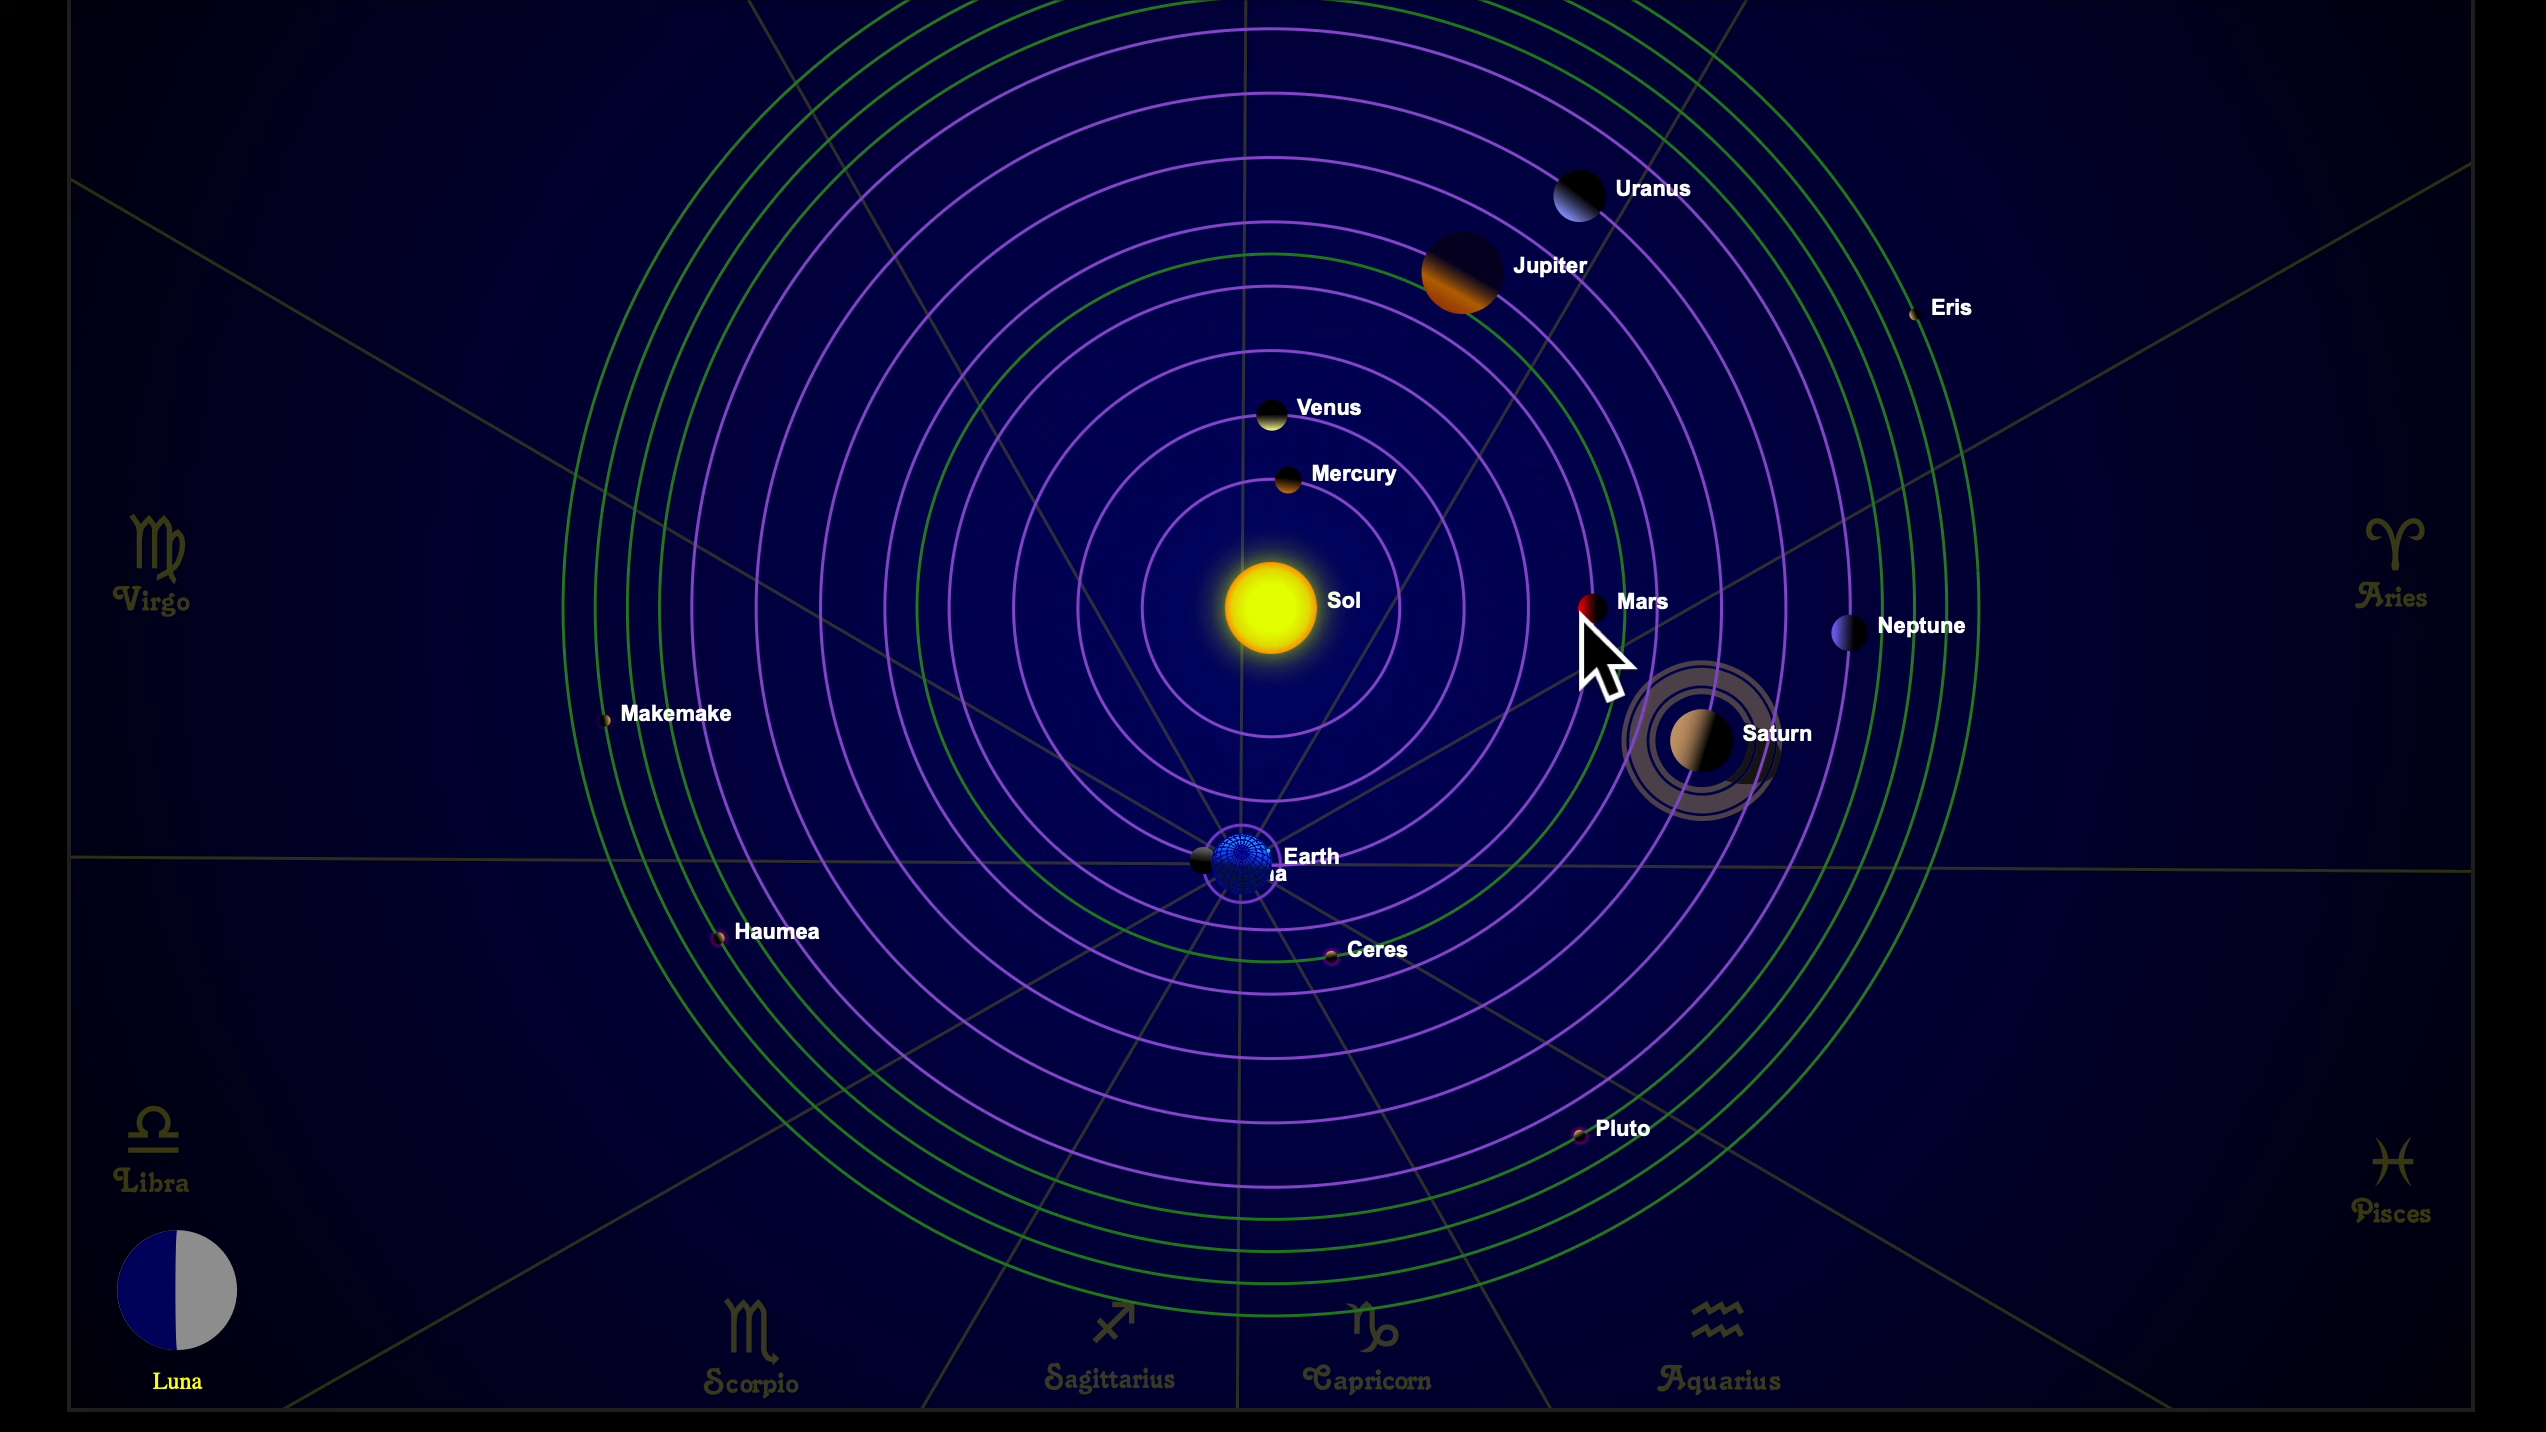 Uranus
Jupiter
Eris
Venus
Mercury
Sol
Mars
Neptune
Virgo
Aries
Makemake
Saturn
Earth
na
Haumea
Ceres
Pluto
Libra
Pisces
Scorpio
Sagittarius
Capricorn
Aquarius
Luna